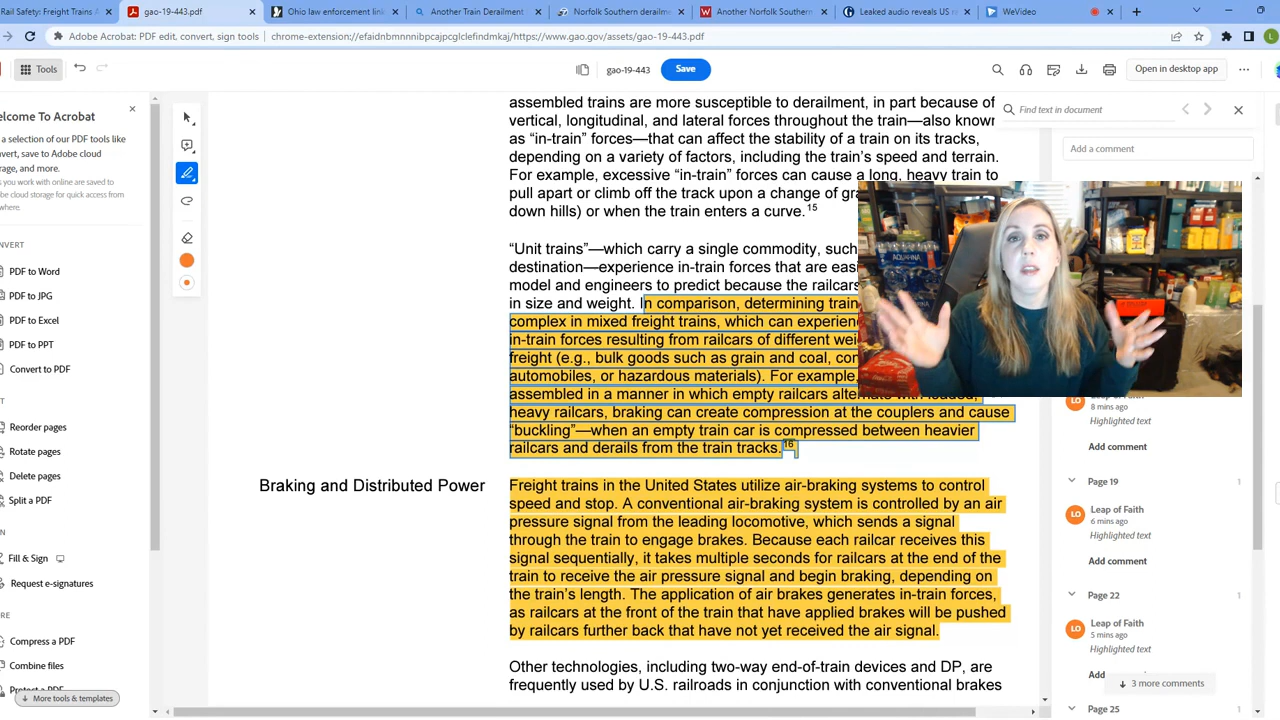 Rail Safety: Freight Trains A
gao-19-443.pdf
Ohio law enforcement link
Another Train Derailment
Norfolk Southern derailme
Another Norfolk Southern
Leaked audio reveals US r
WeVideo
Adobe Acrobat: PDF edit, convert, sign tools
chrome-extension://efaidnbmnnnibpcajpcglclefindmkaj/https://www.gao.gov/assets/gao-19-443.pdf
L
Tools
gao-19-443
Save
Open in desktop app
Welcome To Acrobat
a selection of our PDF tools like
nvert, save to Adobe cloud
rage, and more.
s you work with online are saved to
be cloud storage for quick access from
where.
NVERT
PDF to Word
PDF to JPG
PDF to Excel
PDF to PPT
Convert to PDF
IT
Reorder pages
Rotate pages
Delete pages
Split a PDF
GN
Fill & Sign
Request e-signatures
ORE
Compress a PDF
Combine files
Protect a PDF
More tools & templates
assembled trains are more susceptible to derailment, in part because of
vertical, longitudinal, and lateral forces throughout the train—also known
as “in-train” forces—that can affect the stability of a train on its tracks,
depending on a variety of factors, including the train’s speed and terrain.
For example, excessive “in-train” forces can cause a long, heavy train to
pull apart or climb off the track upon a change of gra
down hills) or when the train enters a curve.15
“Unit trains”—which carry a single commodity, such
destination—experience in-train forces that are easi
model and engineers to predict because the railcars
in size and weight. In comparison, determining train
complex in mixed freight trains, which can experienc
in-train forces resulting from railcars of different wei
freight (e.g., bulk goods such as grain and coal, con
automobiles, or hazardous materials). For example,
assembled in a manner in which empty railcars alternate with loaded,
heavy railcars, braking can create compression at the couplers and cause
“buckling”—when an empty train car is compressed between heavier
railcars and derails from the train tracks.16
Braking and Distributed Power
Freight trains in the United States utilize air-braking systems to control
speed and stop. A conventional air-braking system is controlled by an air
pressure signal from the leading locomotive, which sends a signal
through the train to engage brakes. Because each railcar receives this
signal sequentially, it takes multiple seconds for railcars at the end of the
train to receive the air pressure signal and begin braking, depending on
the train’s length. The application of air brakes generates in-train forces,
as railcars at the front of the train that have applied brakes will be pushed
by railcars further back that have not yet received the air signal.
Other technologies, including two-way end-of-train devices and DP, are
frequently used by U.S. railroads in conjunction with conventional brakes
Find text in document
Add a comment
AQUAFINA
LO
Leap of Faith
8 mins ago
Highlighted text
Add comment
Page 19
1
LO
Leap of Faith
6 mins ago
Highlighted text
Add comment
Page 22
1
LO
Leap of Faith
5 mins ago
Highlighted text
Add
3 more comments
Page 25
1